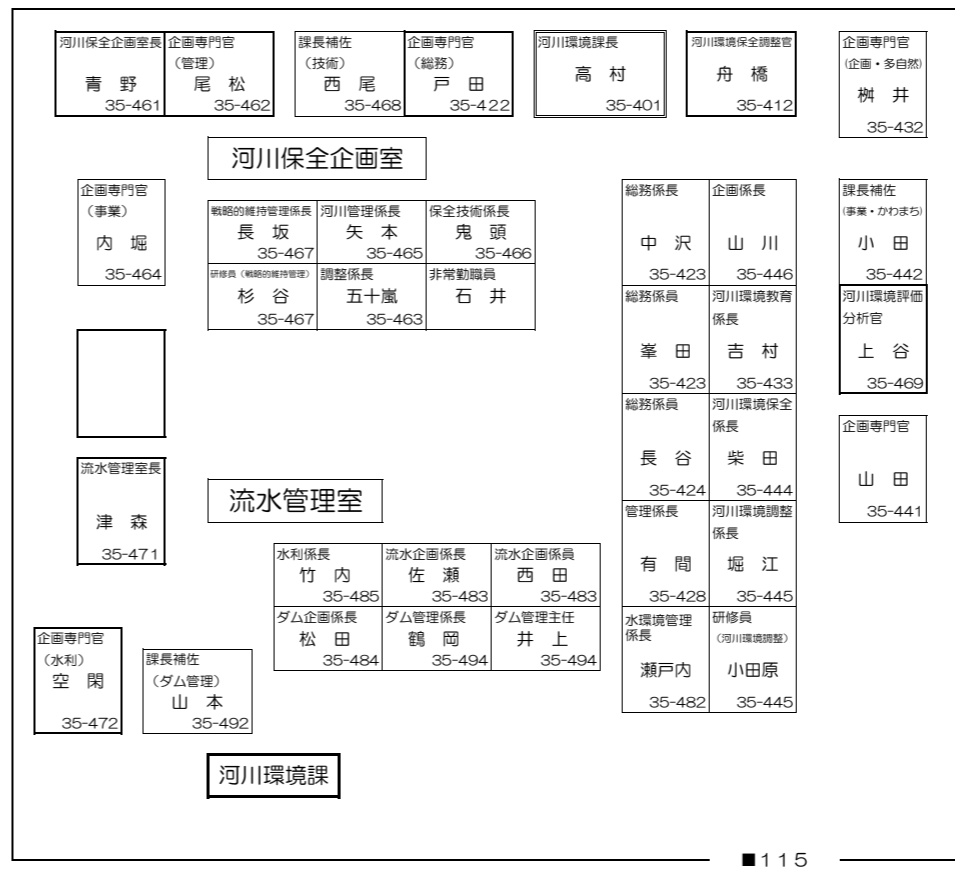 河川保全企画室長
青 野
35-461
企画専門官
(管理)
尾 松
35-462
課長補佐
(技術)
西 尾
35-468
企画専門官
(総務)
戸 田
35-422
河川環境課長
高 村
35-401
河川環境保全調整官
舟 橋
35-412
企画専門官
(企画・多自然)
桝 井
35-432
河川保全企画室
企画専門官
(事業)
内 堀
35-464
戦略的維持管理係長
長 坂
35-467
河川管理係長
矢 本
35-465
保全技術係長
鬼 頭
35-466
研修員(戦略的維持管理)
杉 谷
35-467
調整係長
五十嵐
35-463
非常勤職員
石 井
総務係長
中 沢
35-423
企画係長
山 川
35-446
課長補佐
(事業・かわまち)
小 田
35-442
総務係員
峯 田
35-423
河川環境教育
係長
吉 村
35-433
河川環境評価
分析官
上 谷
35-469
総務係員
長 谷
35-424
河川環境保全
係長
柴 田
35-444
企画専門官
山 田
35-441
流水管理室長
津 森
35-471
流水管理室
管理係長
有 間
35-428
河川環境調整
係長
堀 江
35-445
水利係長
竹 内
35-485
流水企画係長
佐 瀬
35-483
流水企画係員
西 田
35-483
ダム企画係長
松 田
35-484
ダム管理係長
鶴 岡
35-494
ダム管理主任
井 上
35-494
水環境管理
係長
瀬戸内
35-482
研修員
(河川環境調整)
小田原
35-445
企画専門官
(水利)
空 閑
35-472
課長補佐
(ダム管理)
山 本
35-492
河川環境課
■115